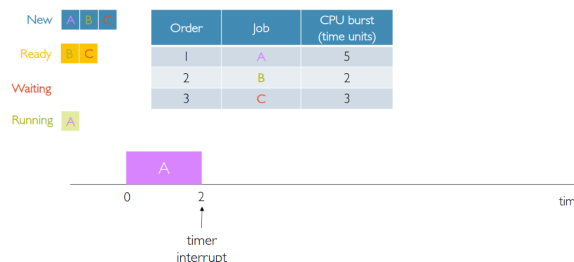 New A B C
Ready B C
Waiting
Running A
Order Job CPU burst
(time units)
1 A 5
2 B 2
3 C 3
A
0 2 tim
timer
interrupt